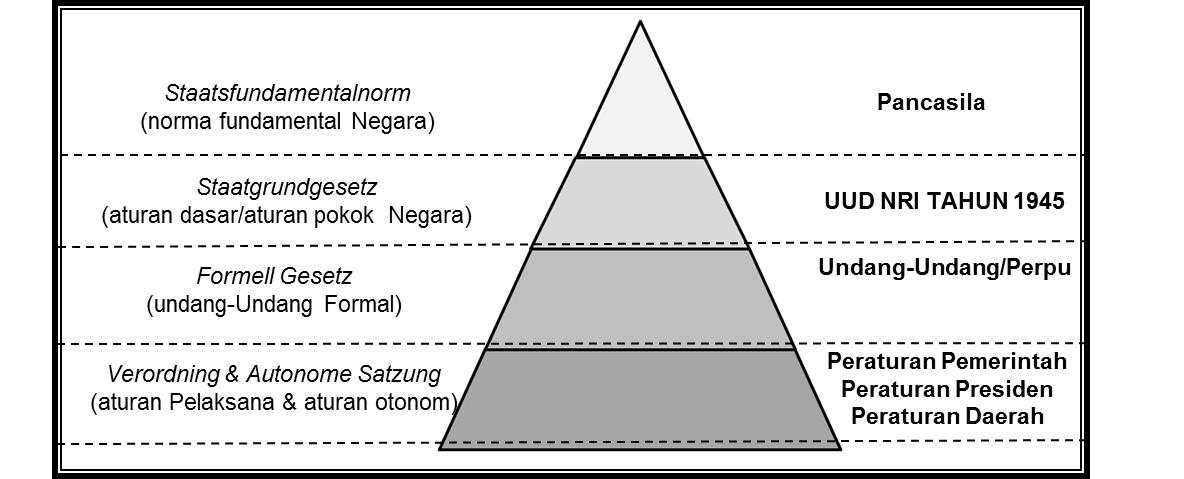 Staatsfundamentalnorm
(norma fundamental Negara)
Pancasila
Staatgrundgesetz
(aturan dasar/aturan pokok Negara)
UUD NRI TAHUN 1945
Formell Gesetz
(undang-Undang Formal)
Undang-Undang/Perpu
Verordning & Autonome Satzung
(aturan Pelaksana & aturan otonom)
Peraturan Pemerintah
Peraturan Presiden
Peraturan Daerah